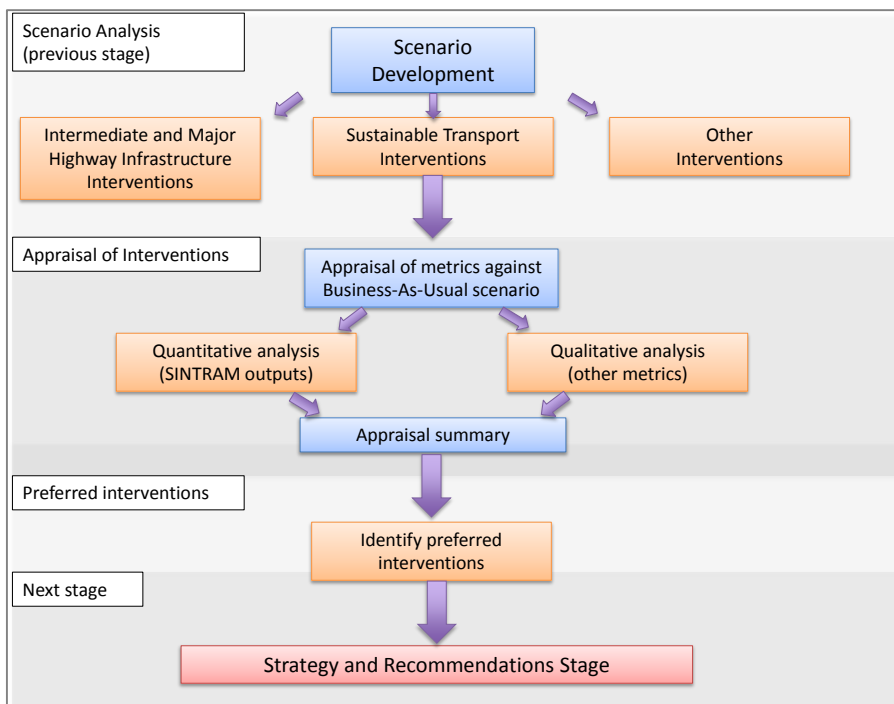 Scenario Analysis
(previous stage)
Scenario
Development
Intermediate and Major
Highway Infrastructure
Interventions
Sustainable Transport
Interventions
Other
Interventions
Appraisal of Interventions
Appraisal of metrics against
Business-As-Usual scenario
Quantitative analysis
(SINTRAM outputs)
Qualitative analysis
(other metrics)
Appraisal summary
Preferred interventions
Identify preferred
interventions
Next stage
Strategy and Recommendations Stage